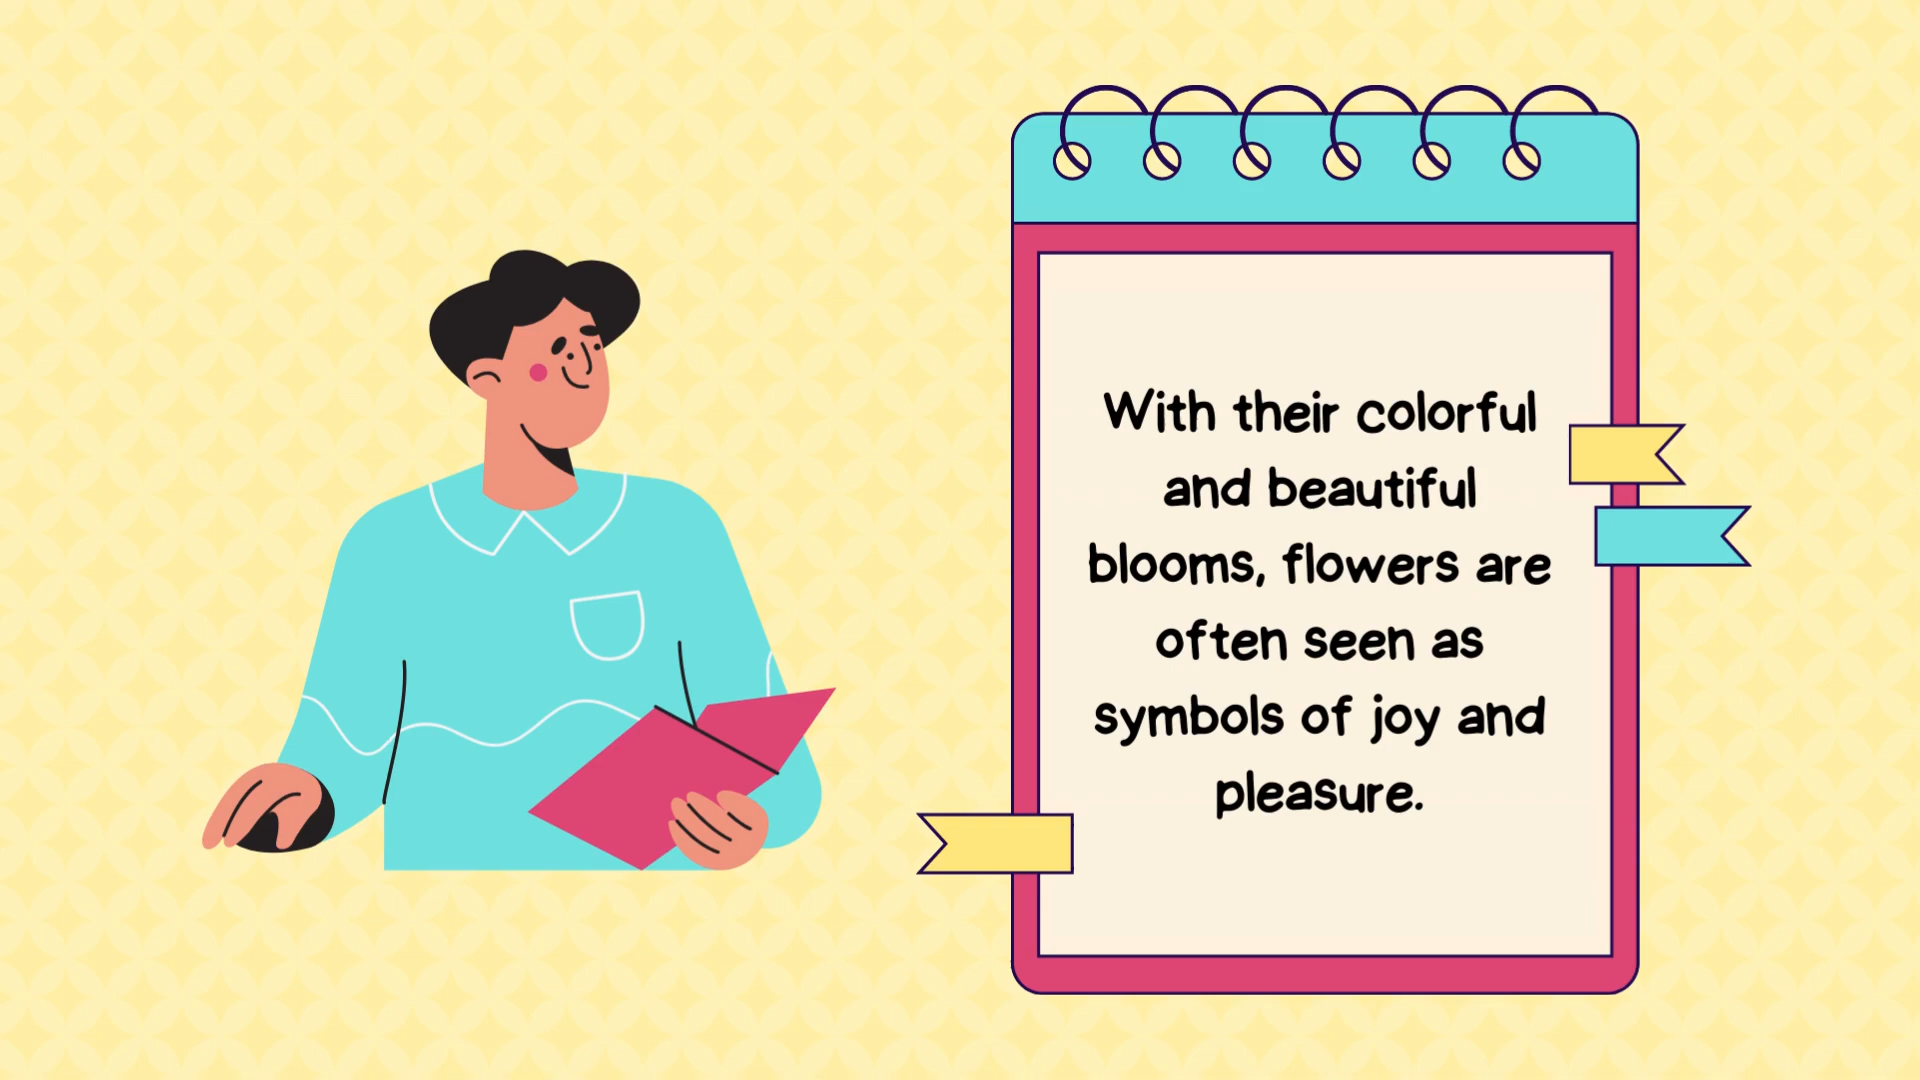 With their colorful
and beautiful
blooms, flowers are
often seen as
symbols of joy and
pleasure.